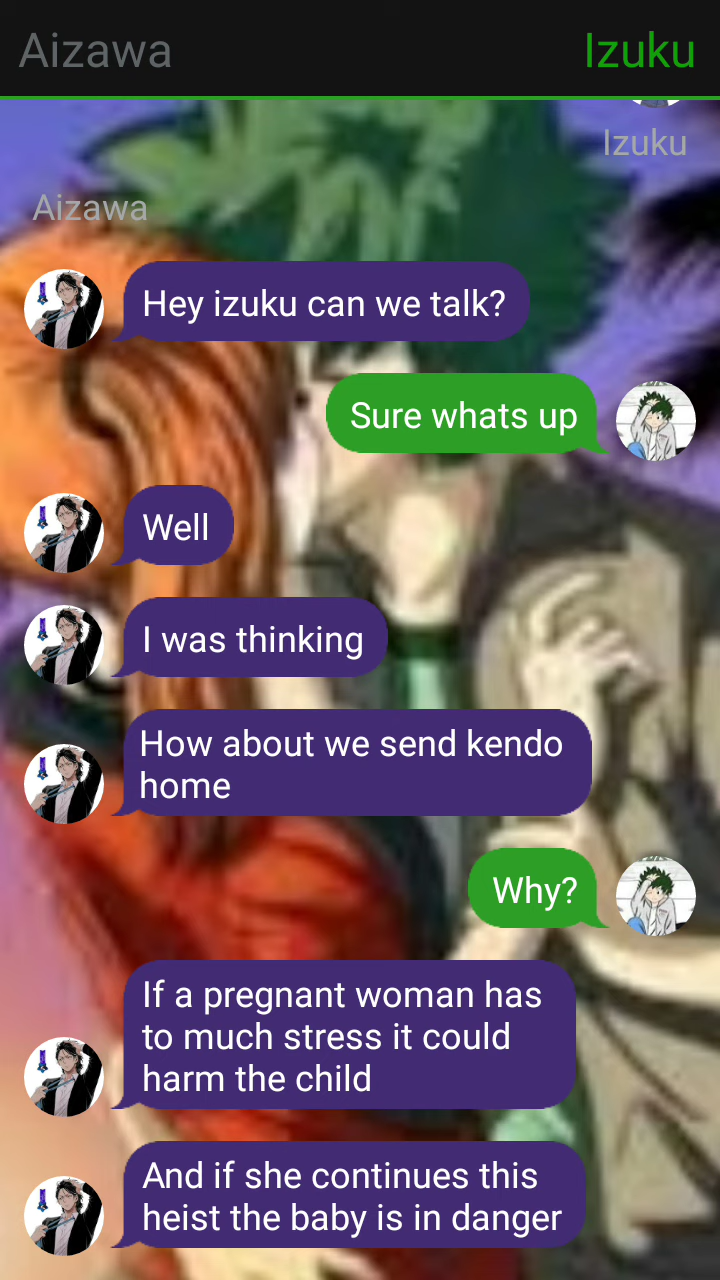 Aizawa
Izuku
Izuku
Aizawa
Hey izuku can we talk?
Sure whats up
Well
I was thinking
How about we send kendo
home
Why?
If a pregnant woman has
to much stress it could
harm the child
And if she continues this
heist the baby is in danger